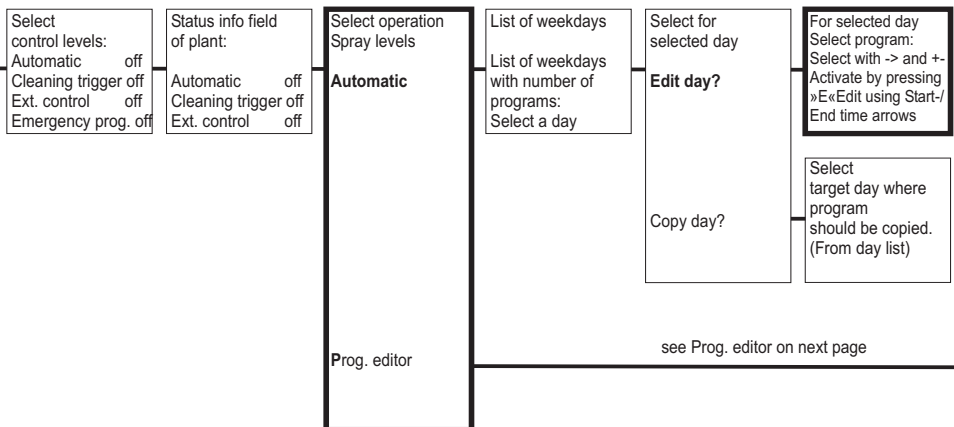 Select
control levels:
Automatic off
Cleaning trigger off
Ext. control off
Emergency prog. off
Status info field
of plant:
Automatic off
Cleaning trigger off
Ext. control off
Select operation
Spray levels
Automatic
Prog. editor
List of weekdays
List of weekdays
with number of
programs:
Select a day
Select for
selected day
Edit day?
Copy day?
For selected day
Select program:
Select with -> and +-
Activate by pressing
»E«Edit using Start-/
End time arrows
Select
target day where
program
should be copied.
(From day list)
see Prog. editor on next page